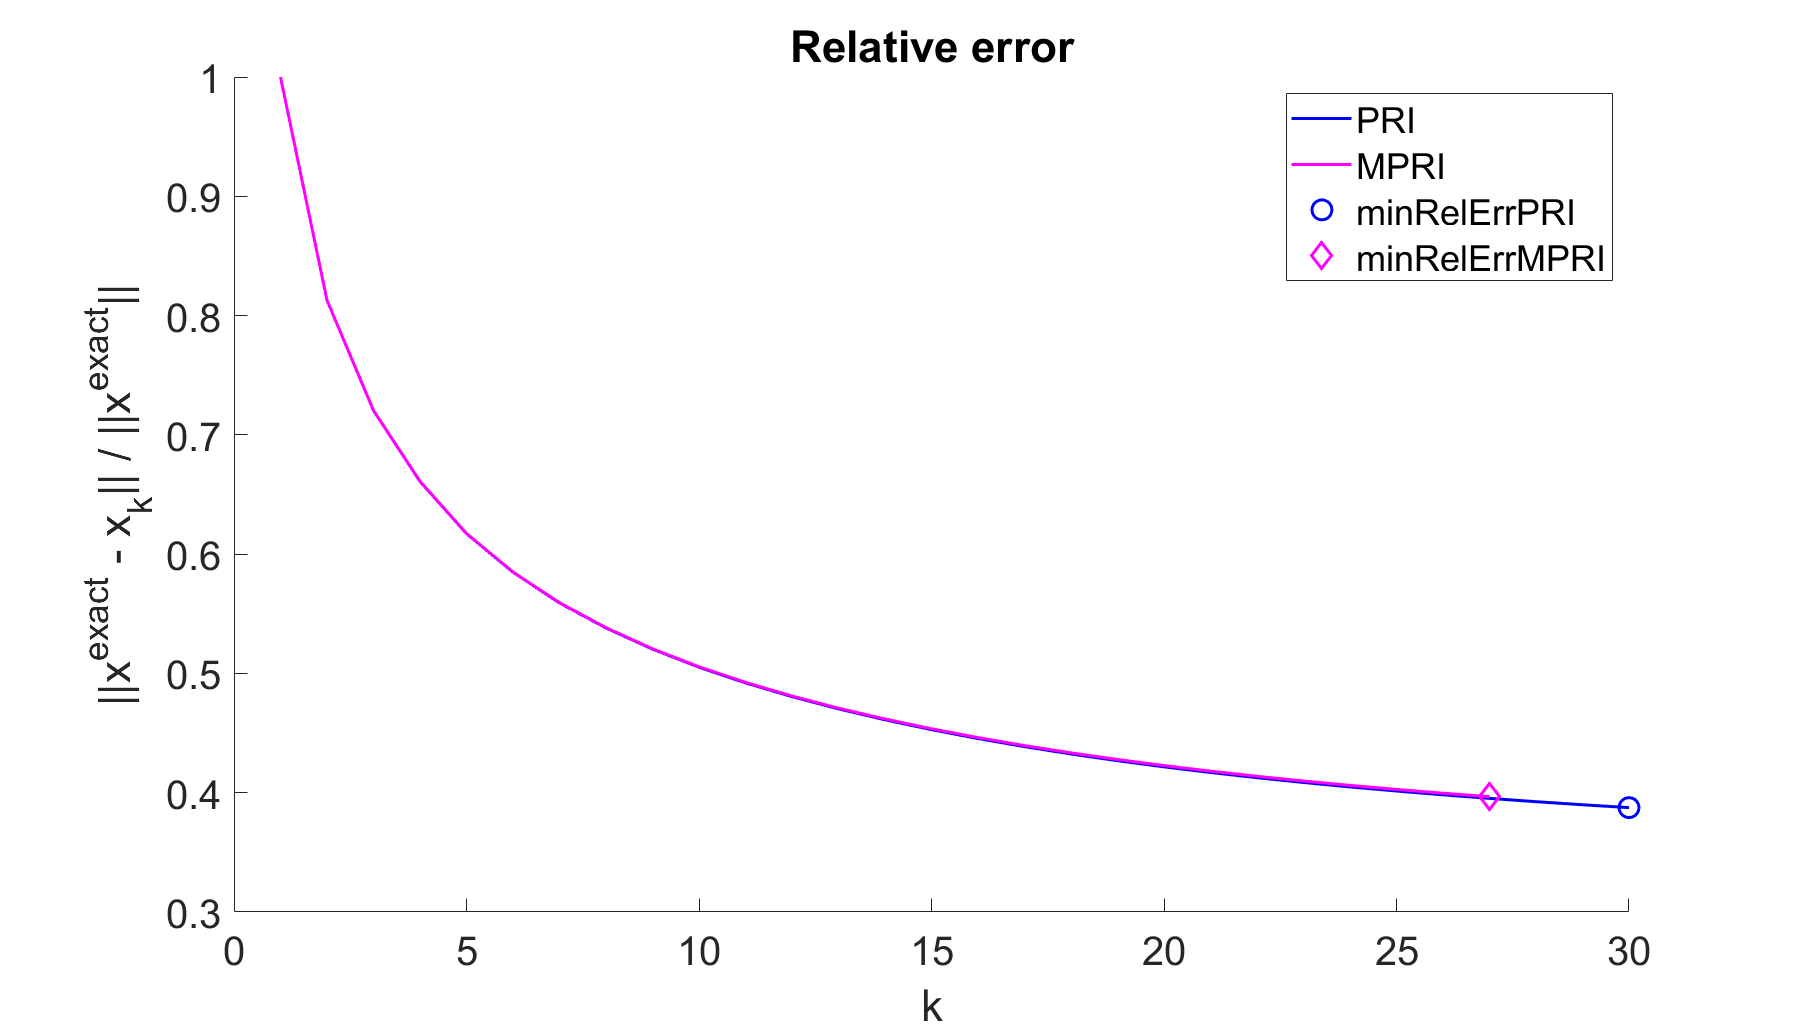 Relative error
||x^exact - x_k|| / ||x^exact||
1
0.9
0.8
0.7
0.6
0.5
0.4
0.3
0 5 10 15 20 25 30
k
PRI
MPRI
minRelErrPRI
minRelErrMPRI